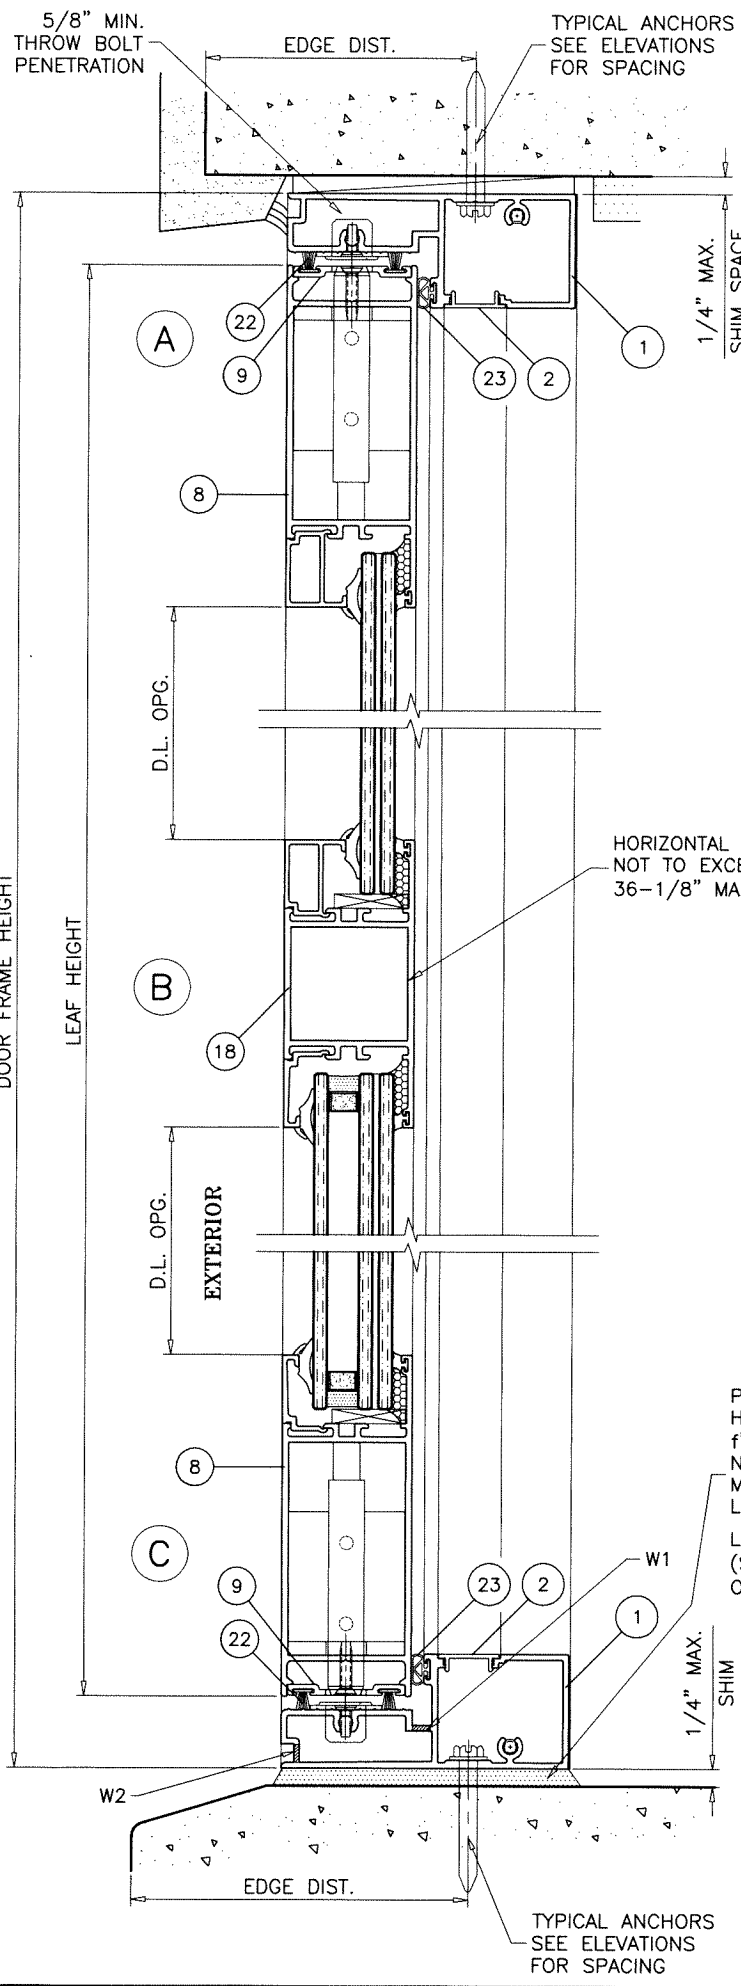 5/8" MIN.
THROW BOLT
PENETRATION
EDGE DIST.
TYPICAL ANCHORS
SEE ELEVATIONS
FOR SPACING
1/4" MAX.
SHIM SPACE
22
A
9
23
2
1
8
D.L. OPG.
DOOR FRAME HEIGHT
LEAF HEIGHT
HORIZONTAL
NOT TO EXCE
36-1/8" MA
B
18
D.L. OPG.
EXTERIOR
8
C
9
22
23
2
W1
1
1/4" MAX.
SHIM
P
H
f'
N
M
L
L
(S
O
W2
EDGE DIST.
TYPICAL ANCHORS
SEE ELEVATIONS
FOR SPACING